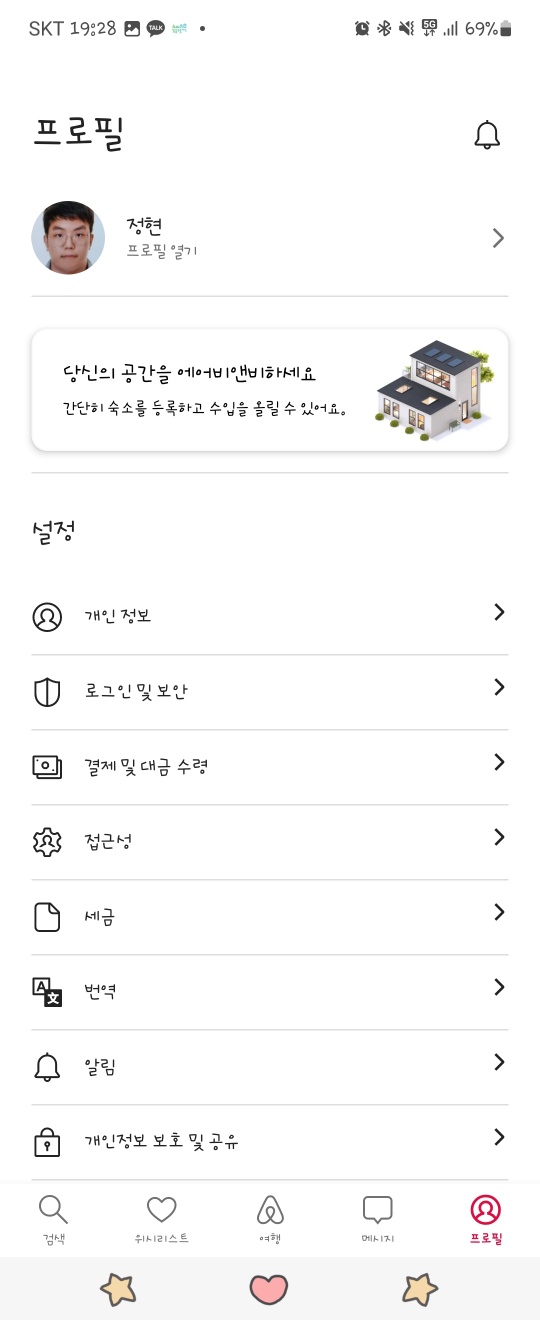 SKT 19:28 TALK 5G 69%
프로필
정현
프로필 열기
당신의 공간을 에어비앤비하세요
간단히 숙소를 등록하고 수입을 올릴 수 있어요.
설정
개인 정보
로그인 및 보안
결제 및 대금 수령
접근성
세금
A 文 번역
알림
개인정보 보호 및 공유
검색 위시리스트 여행 메시지 프로필